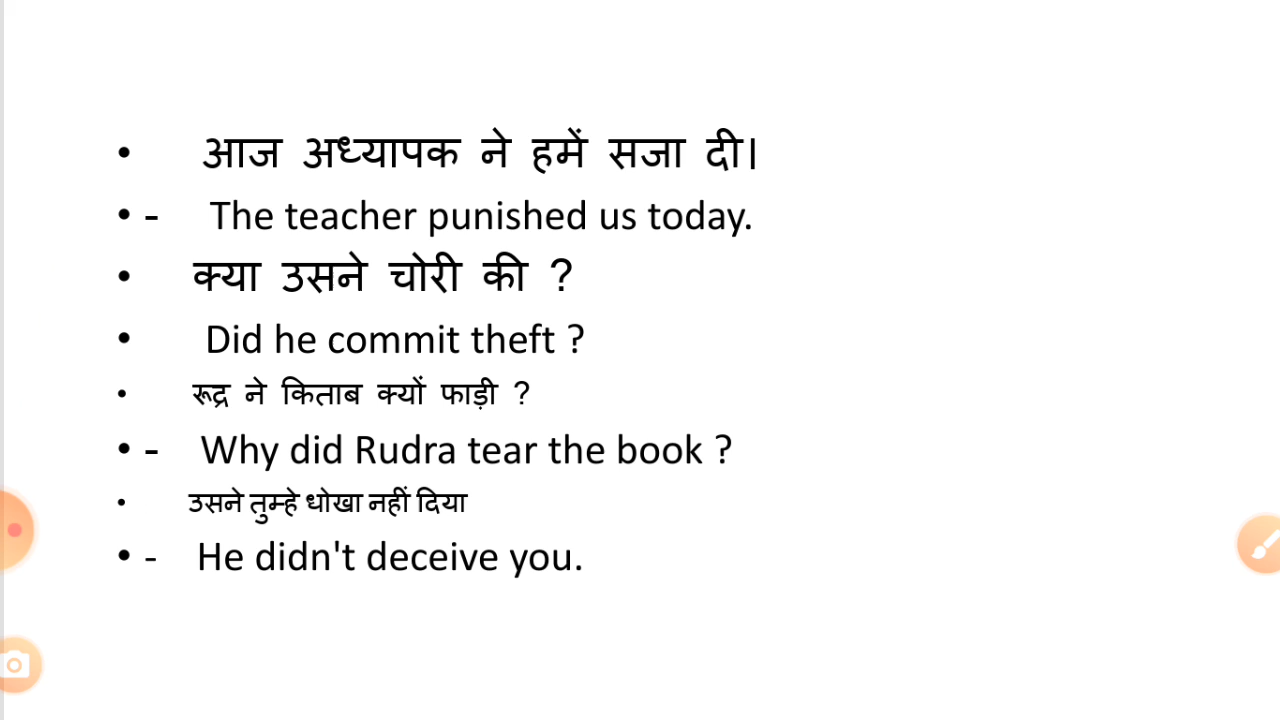 • आज अध्यापक ने हमें सजा दी।
• - The teacher punished us today.
• क्या उसने चोरी की ?
• Did he commit theft ?
• रूद्र ने किताब क्यों फाड़ी ?
• - Why did Rudra tear the book ?
• उसने तुम्हे धोखा नहीं दिया
• - He didn't deceive you.